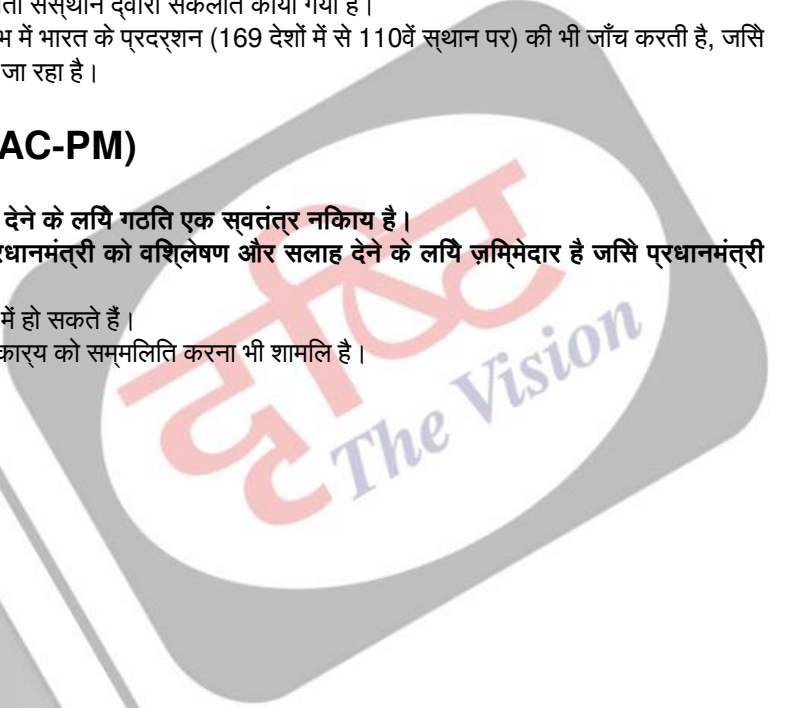 संस्थान द्वारा संकलित किया गया है।
में भारत के प्रदर्शन (169 देशों में से 110वें स्थान पर) की भी जाँच करती है, जिसे
जा रहा है।
AC-PM)
देने के लिये गठित एक स्वतंत्र निकाय है।
प्रधानमंत्री को विश्लेषण और सलाह देने के लिये ज़िम्मेदार है जिसे प्रधानमंत्री
में हो सकते हैं।
कार्य को सम्मिलित करना भी शामिल है।
दृष्टि
The Vision